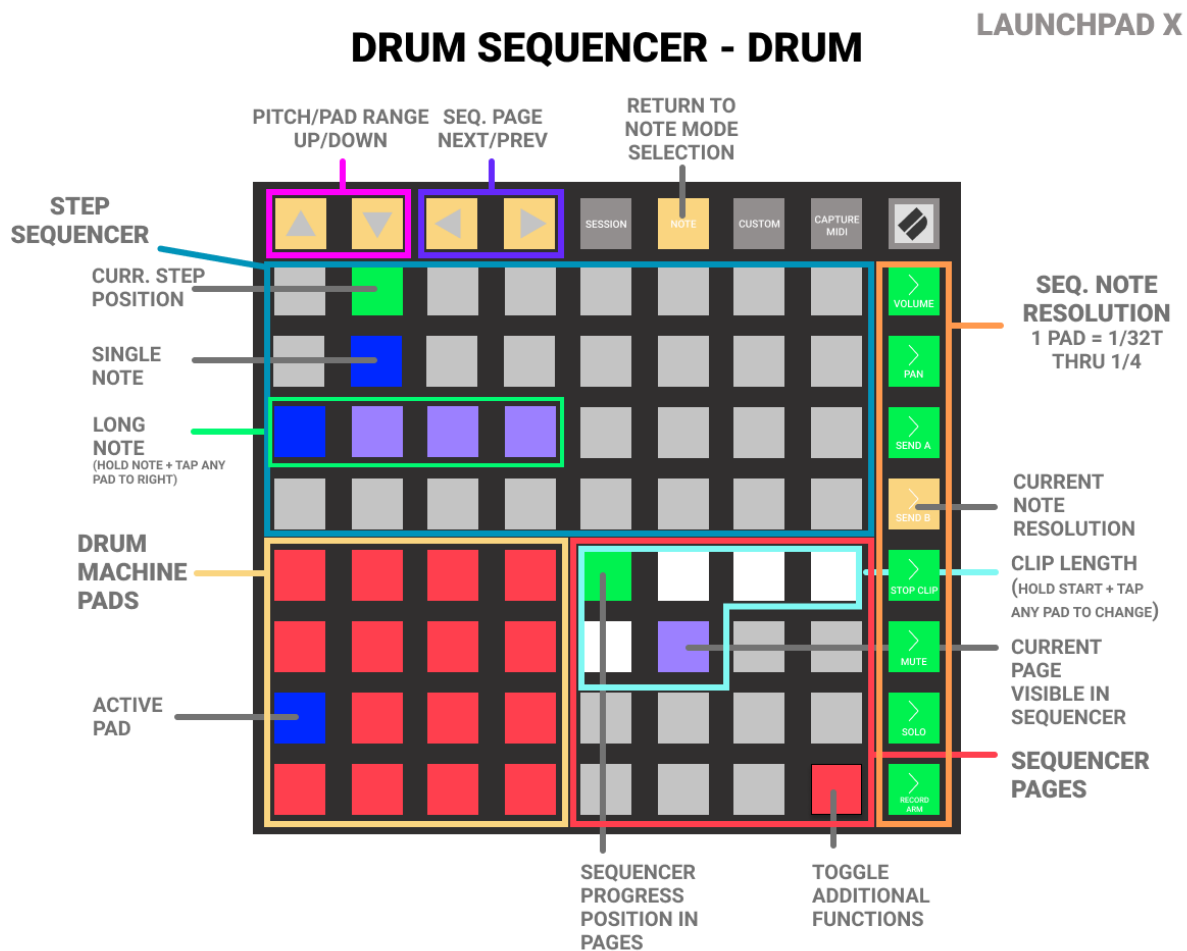 LAUNCHPAD X
DRUM SEQUENCER - DRUM
PITCH/PAD RANGE
UP/DOWN
SEQ. PAGE
NEXT/PREV
RETURN TO
NOTE MODE
SELECTION
STEP
SEQUENCER
SESSION
NOTE
CUSTOM
CAPTURE
MIDI
CURR. STEP
POSITION
VOLUME
SEQ. NOTE
RESOLUTION
1 PAD = 1/32T
THRU 1/4
SINGLE
NOTE
PAN
LONG
NOTE
(HOLD NOTE + TAP ANY
PAD TO RIGHT)
SEND A
SEND B
CURRENT
NOTE
RESOLUTION
DRUM
MACHINE
PADS
STOP CLIP
CLIP LENGTH
(HOLD START + TAP
ANY PAD TO CHANGE)
MUTE
CURRENT
PAGE
VISIBLE IN
SEQUENCER
ACTIVE
PAD
SOLO
SEQUENCER
PAGES
RECORD
ARM
SEQUENCER
PROGRESS
POSITION IN
PAGES
TOGGLE
ADDITIONAL
FUNCTIONS